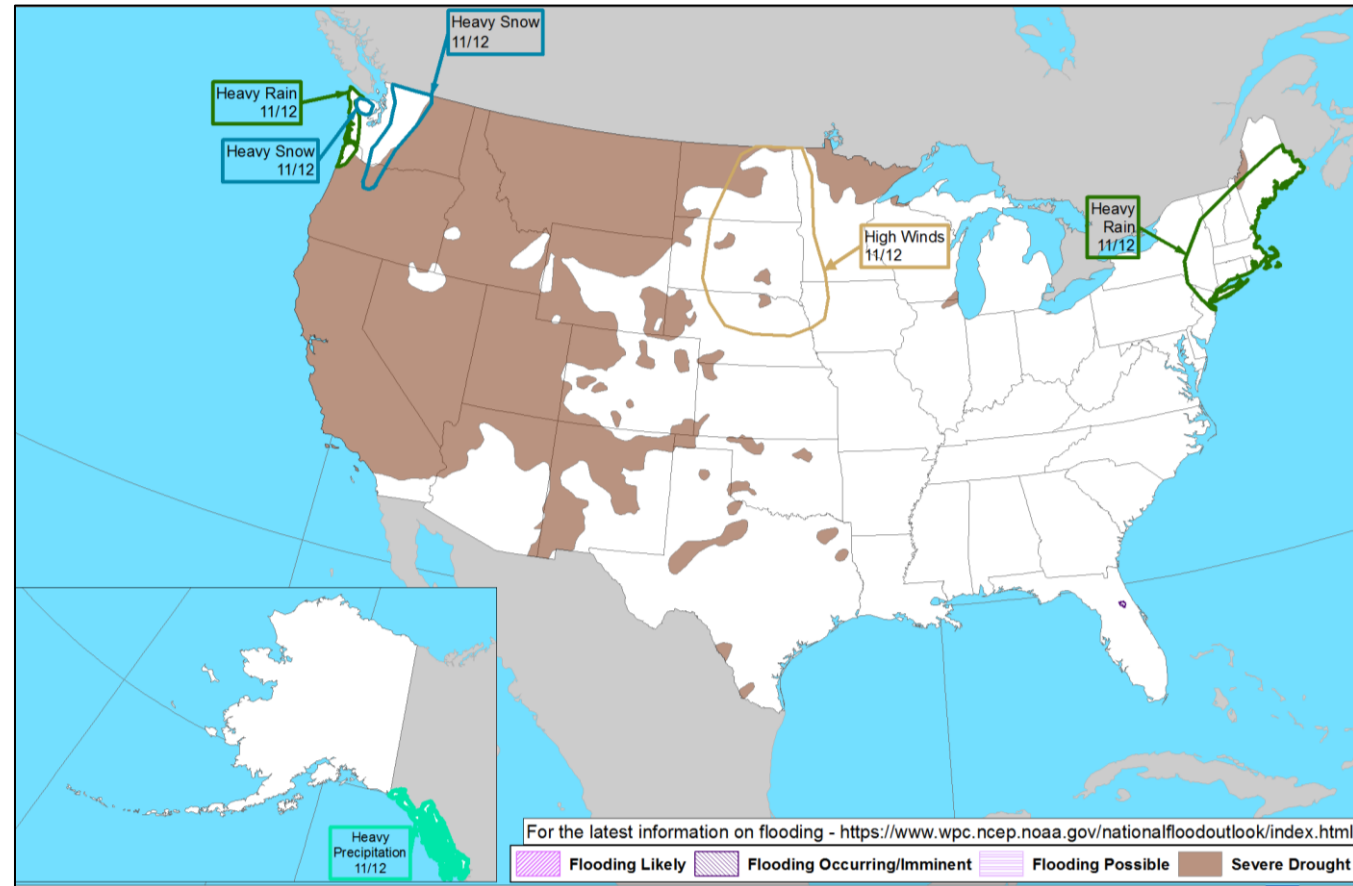 Heavy Snow
11/12
Heavy Rain
11/12
Heavy Snow
11/12
High Winds
11/12
Heavy
Rain
11/12
Heavy
Precipitation
11/12
For the latest information on flooding - https://www.wpc.ncep.noaa.gov/nationalfloodoutlook/index.html
Flooding Likely Flooding Occurring/Imminent Flooding Possible Severe Drought